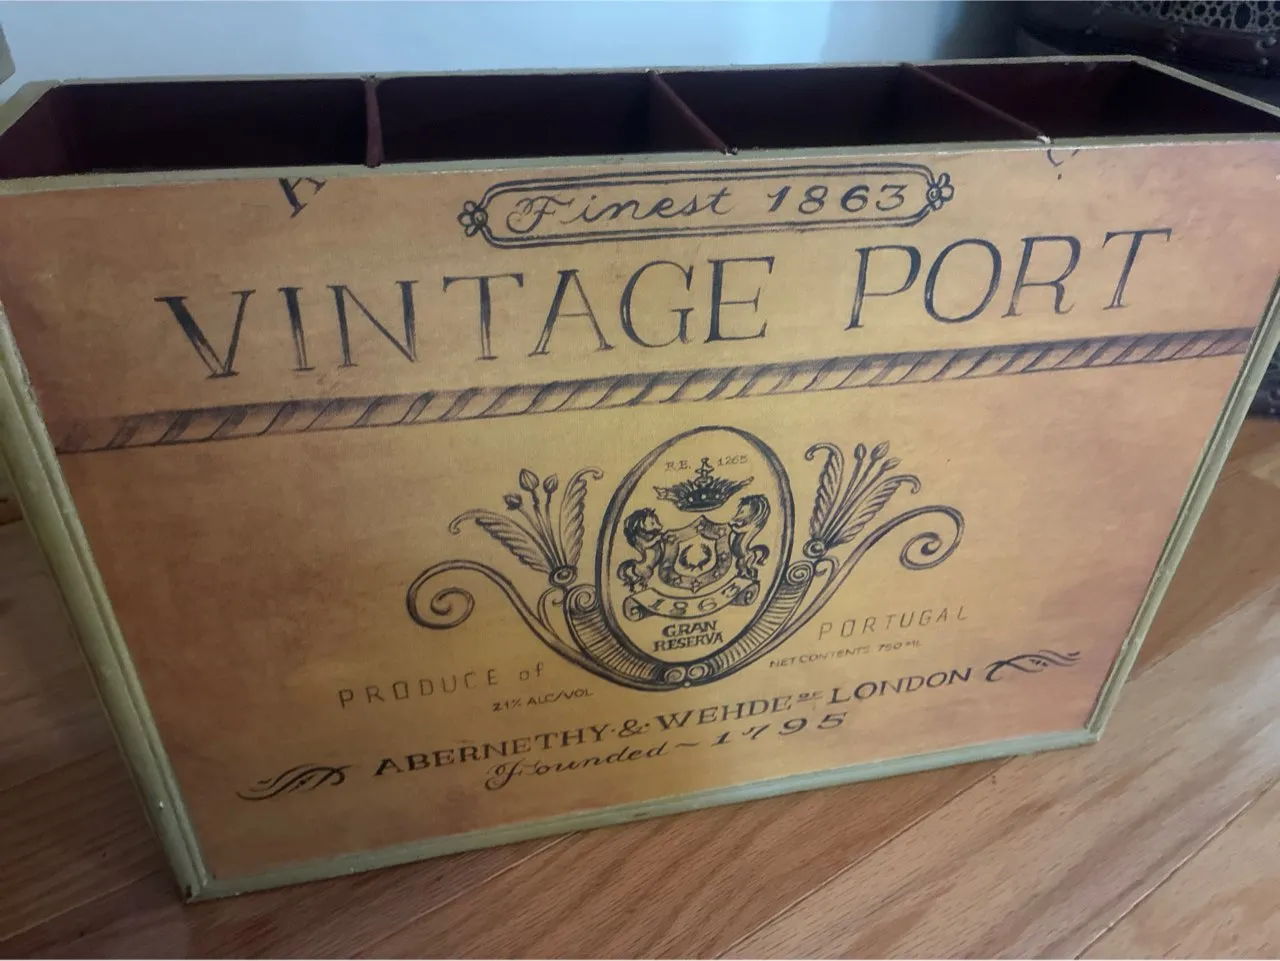 Finest 1863
VINTAGE PORT
R.E. 1265
1863
GRAN
RESERVA
PRODUCE of
PORTUGAL
21% ALC/VOL
NET CONTENTS 750 ML
ABERNETHY·&·WEHDE OF LONDON
Founded ~ 1795